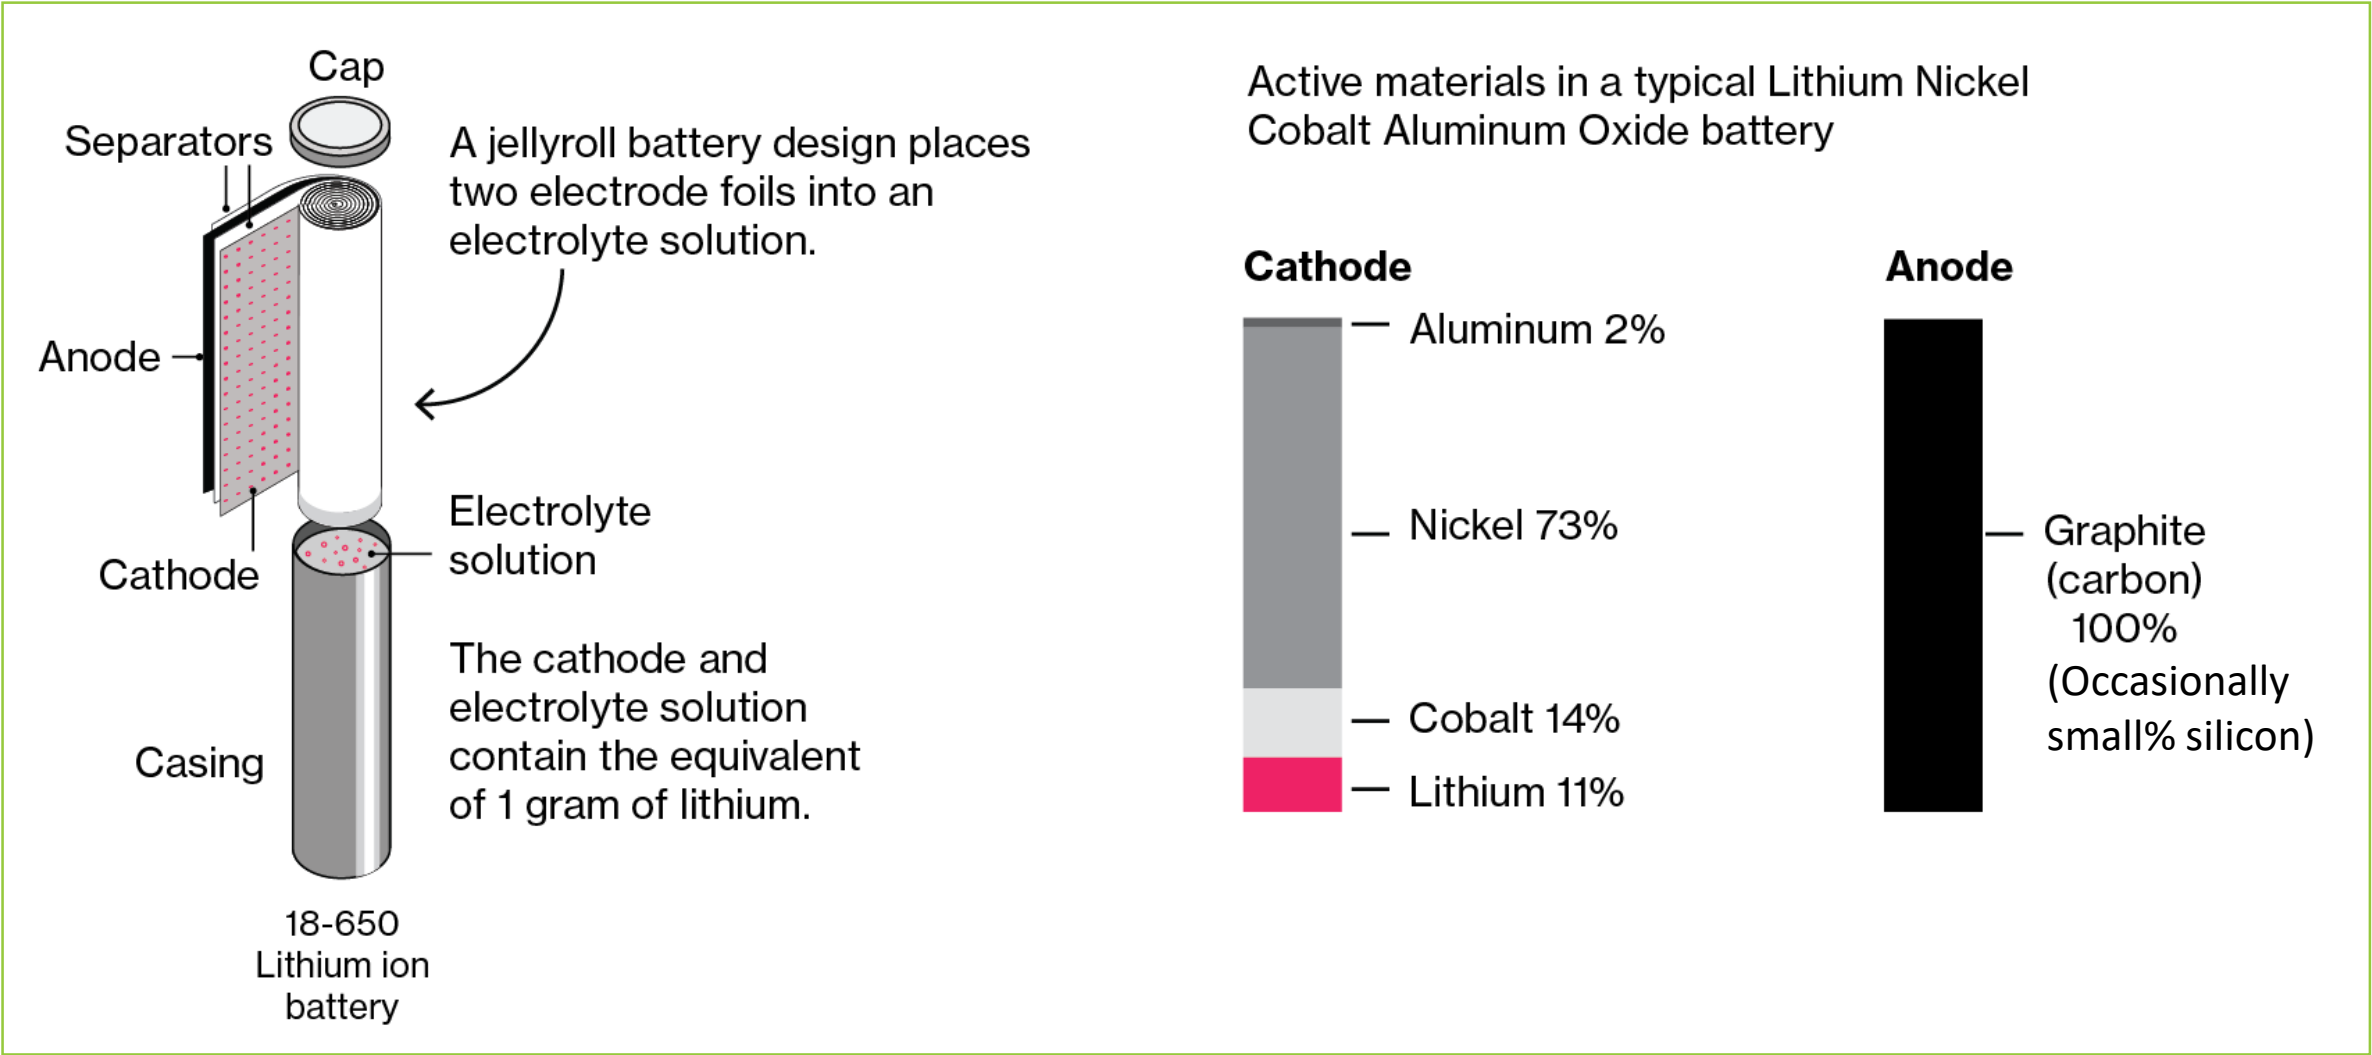 Cap
Separators
A jellyroll battery design places
two electrode foils into an
electrolyte solution.
Anode
Cathode
Electrolyte
solution
The cathode and
electrolyte solution
contain the equivalent
of 1 gram of lithium.
Casing
18-650
Lithium ion
battery
Active materials in a typical Lithium Nickel
Cobalt Aluminum Oxide battery
Cathode
Aluminum 2%
Nickel 73%
Cobalt 14%
Lithium 11%
Anode
Graphite
(carbon)
100%
(Occasionally
small% silicon)